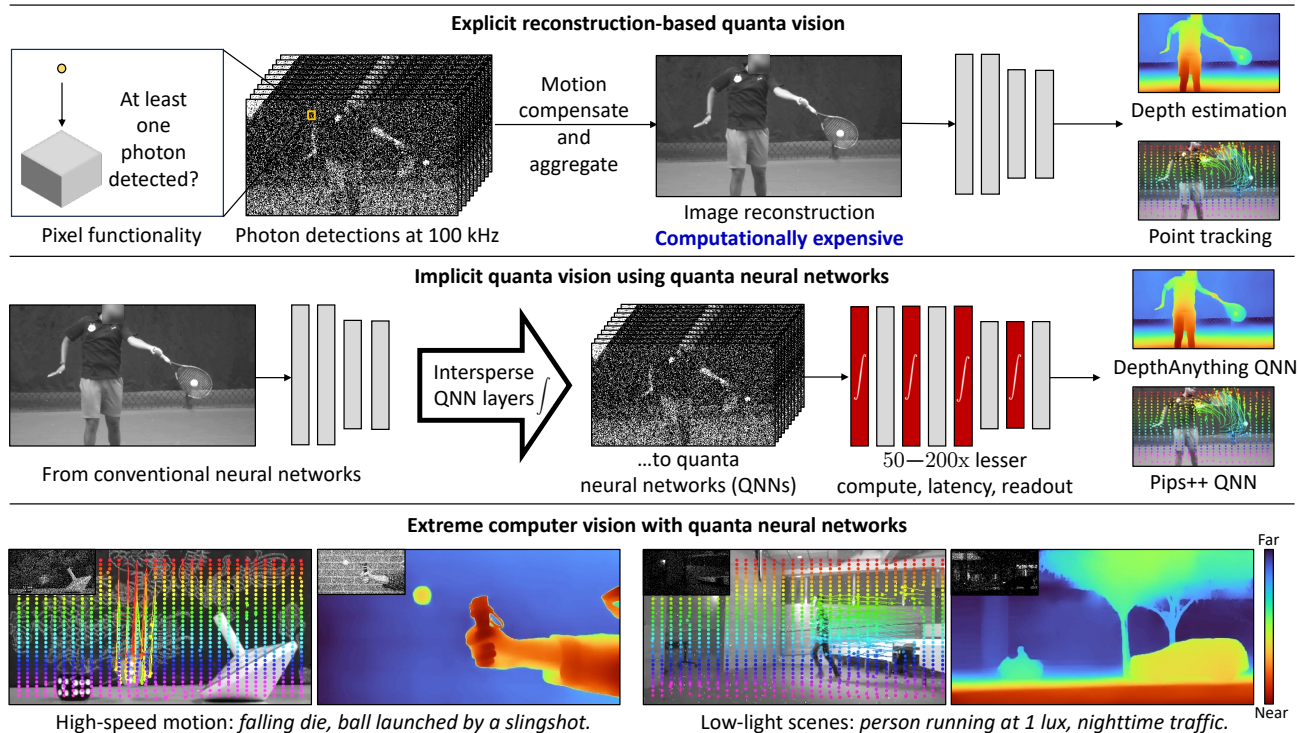 Explicit reconstruction-based quanta vision
At least
one
photon
detected?
Pixel functionality
Photon detections at 100 kHz
Motion
compensate
and
aggregate
Image reconstruction
Computationally expensive
Depth estimation
Point tracking
Implicit quanta vision using quanta neural networks
From conventional neural networks
Intersperse
QNN layers ∫
…to quanta
neural networks (QNNs)
∫ ∫ ∫ ∫
50−200x lesser
compute, latency, readout
DepthAnything QNN
Pips++ QNN
Extreme computer vision with quanta neural networks
Far
Near
High-speed motion: falling die, ball launched by a slingshot.
Low-light scenes: person running at 1 lux, nighttime traffic.